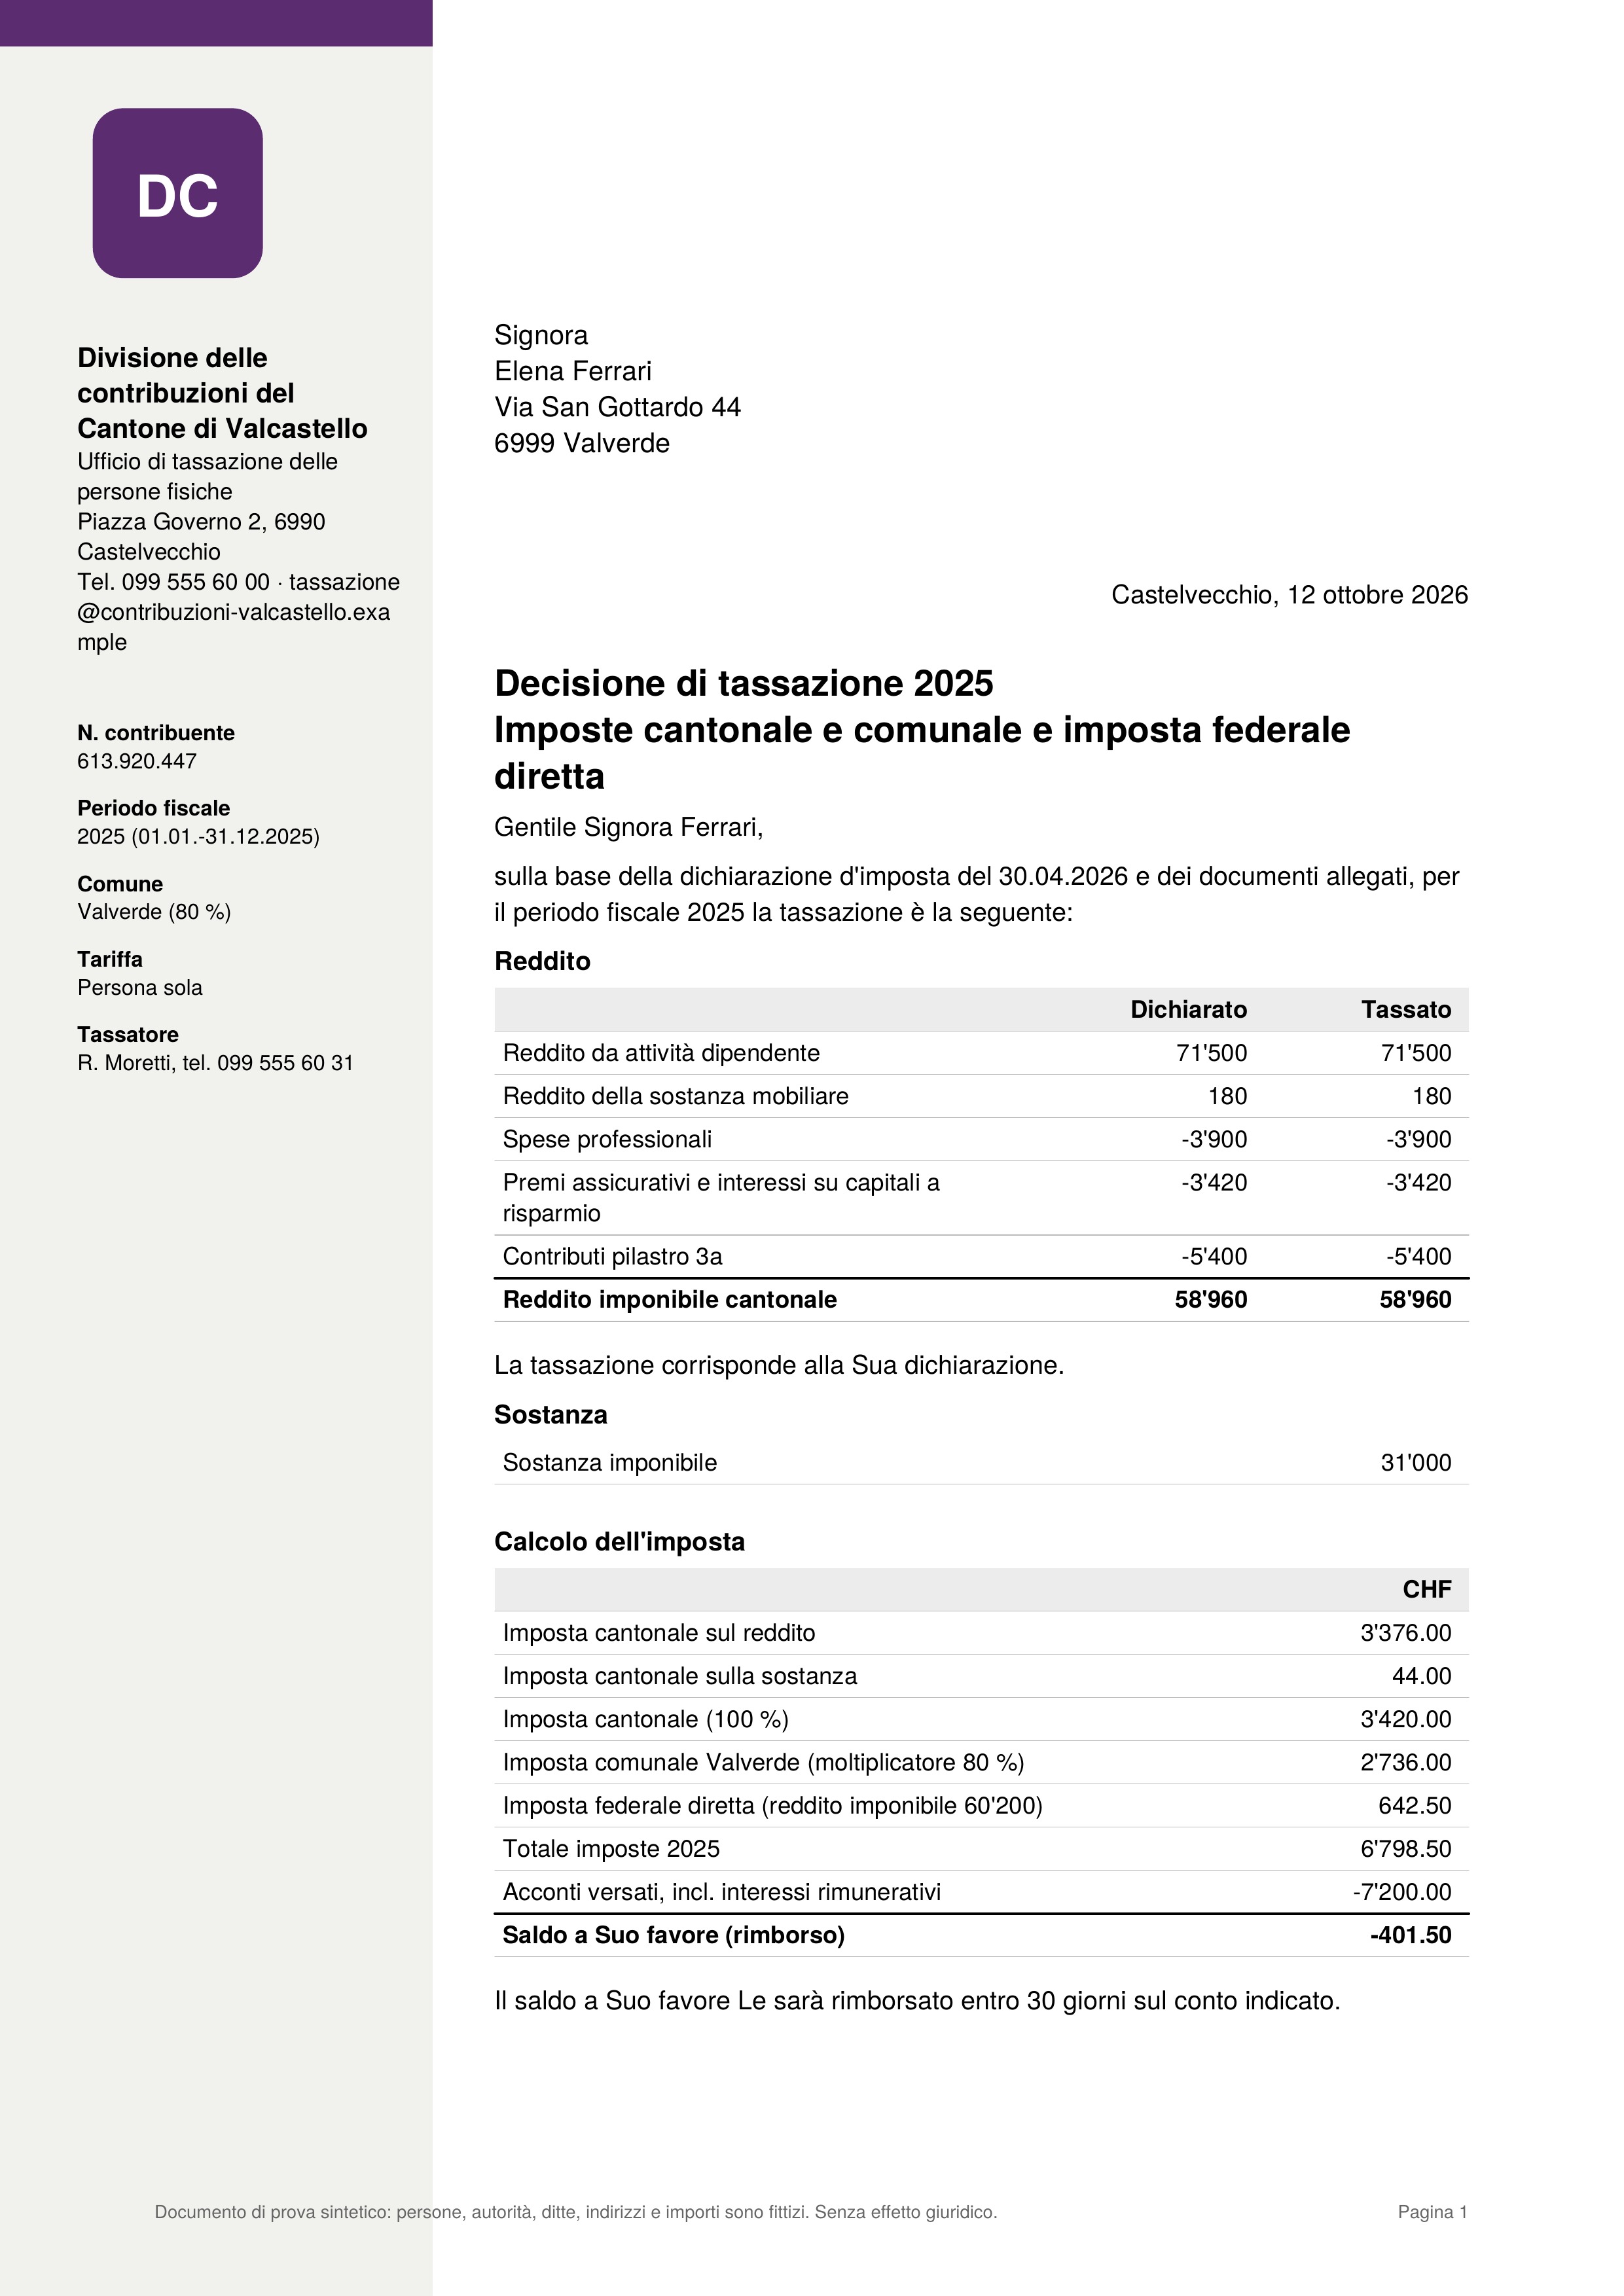 DC
Divisione delle
contribuzioni del
Cantone di Valcastello
Ufficio di tassazione delle
persone fisiche
Piazza Governo 2, 6990
Castelvecchio
Tel. 099 555 60 00 · tassazione
@contribuzioni-valcastello.exa
mple
N. contribuente
613.920.447
Periodo fiscale
2025 (01.01.-31.12.2025)
Comune
Valverde (80 %)
Tariffa
Persona sola
Tassatore
R. Moretti, tel. 099 555 60 31
Signora
Elena Ferrari
Via San Gottardo 44
6999 Valverde
Castelvecchio, 12 ottobre 2026
Decisione di tassazione 2025
Imposte cantonale e comunale e imposta federale
diretta
Gentile Signora Ferrari,
sulla base della dichiarazione d'imposta del 30.04.2026 e dei documenti allegati, per
il periodo fiscale 2025 la tassazione è la seguente:
Reddito
Dichiarato Tassato
Reddito da attività dipendente 71'500 71'500
Reddito della sostanza mobiliare 180 180
Spese professionali -3'900 -3'900
Premi assicurativi e interessi su capitali a -3'420 -3'420
risparmio
Contributi pilastro 3a -5'400 -5'400
Reddito imponibile cantonale 58'960 58'960
La tassazione corrisponde alla Sua dichiarazione.
Sostanza
Sostanza imponibile 31'000
Calcolo dell'imposta
CHF
Imposta cantonale sul reddito 3'376.00
Imposta cantonale sulla sostanza 44.00
Imposta cantonale (100 %) 3'420.00
Imposta comunale Valverde (moltiplicatore 80 %) 2'736.00
Imposta federale diretta (reddito imponibile 60'200) 642.50
Totale imposte 2025 6'798.50
Acconti versati, incl. interessi rimunerativi -7'200.00
Saldo a Suo favore (rimborso) -401.50
Il saldo a Suo favore Le sarà rimborsato entro 30 giorni sul conto indicato.
Documento di prova sintetico: persone, autorità, ditte, indirizzi e importi sono fittizi. Senza effetto giuridico. Pagina 1